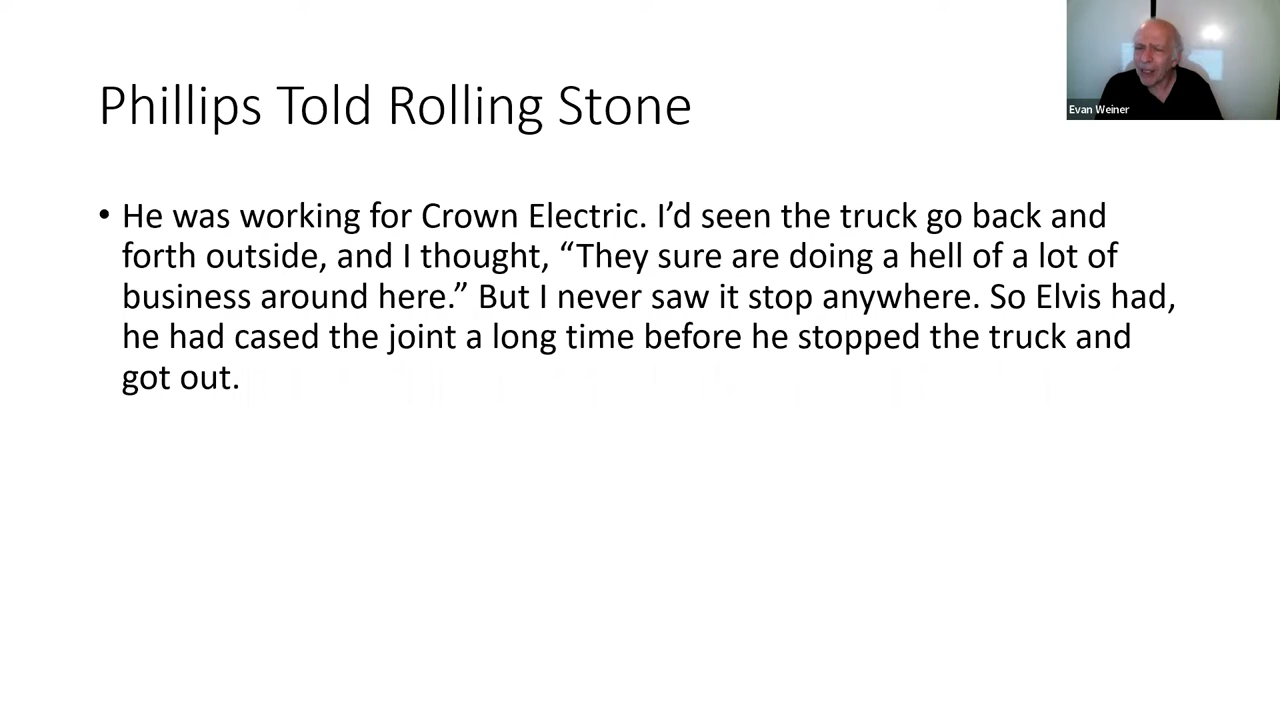 Phillips Told Rolling Stone
Evan Weiner
• He was working for Crown Electric. I’d seen the truck go back and
forth outside, and I thought, “They sure are doing a hell of a lot of
business around here.” But I never saw it stop anywhere. So Elvis had,
he had cased the joint a long time before he stopped the truck and
got out.